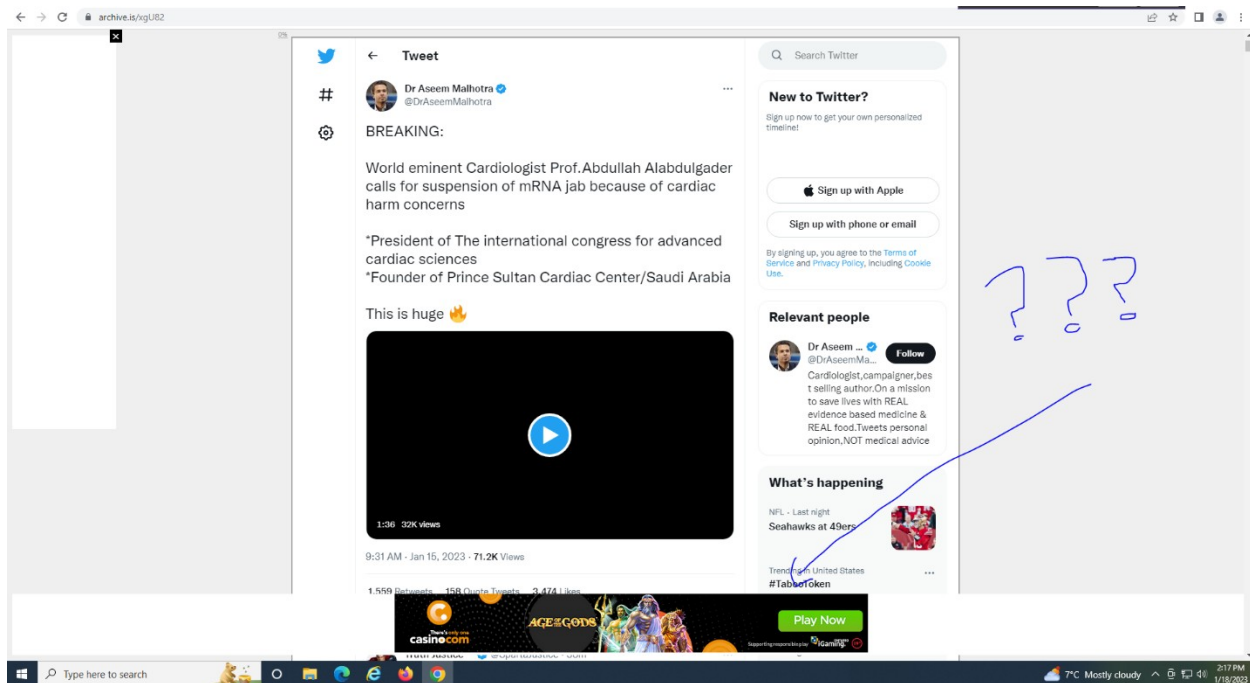 archive.is/xgU82
Tweet
Dr Aseem Malhotra
@DrAseemMalhotra
BREAKING:
World eminent Cardiologist Prof.Abdullah Alabdulgader
calls for suspension of mRNA jab because of cardiac
harm concerns
*President of The international congress for advanced
cardiac sciences
*Founder of Prince Sultan Cardiac Center/Saudi Arabia
This is huge 🔥
1:36 32K views
9:31 AM · Jan 15, 2023 · 71.2K Views
1,559 Retweets 158 Quote Tweets 3,474 Likes
Search Twitter
New to Twitter?
Sign up now to get your own personalized
timeline!
Sign up with Apple
Sign up with phone or email
By signing up, you agree to the Terms of
Service and Privacy Policy, including Cookie
Use.
Relevant people
Dr Aseem ...
@DrAseemMa...
Follow
Cardiologist,campaigner,bes
t selling author.On a mission
to save lives with REAL
evidence based medicine &
REAL food.Tweets personal
opinion,NOT medical advice
What's happening
NFL · Last night
Seahawks at 49ers
Trending in United States
#TabooToken
? ? ?
There's only one
casinocom
AGE OF THE GODS
Play Now
Type here to search
7°C Mostly cloudy
2:17 PM
1/18/2023